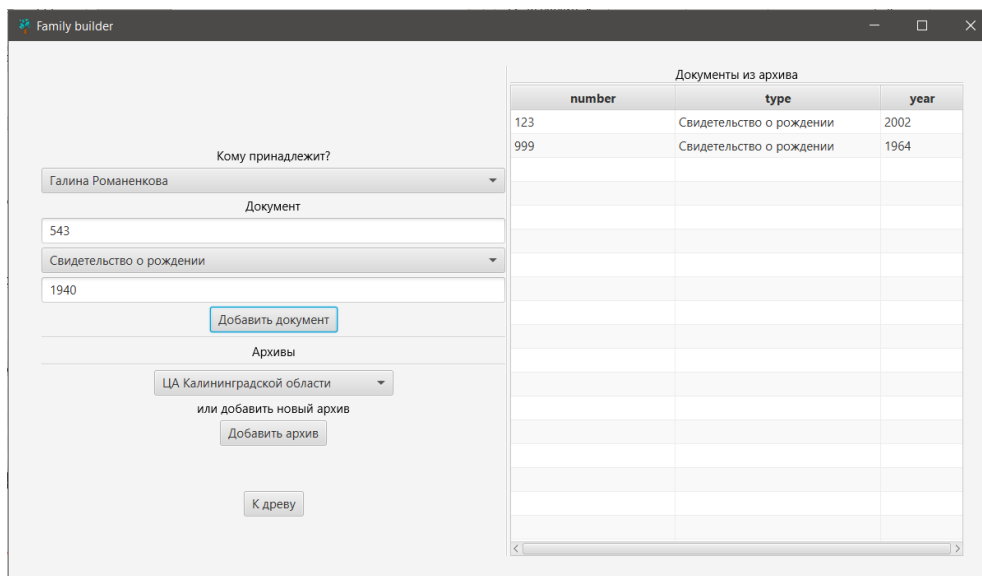 Family builder
Кому принадлежит?
Галина Романенкова
Документ
543
Свидетельство о рождении
1940
Добавить документ
Архивы
ЦА Калининградской области
или добавить новый архив
Добавить архив
К древу
Документы из архива
number type year
123 Свидетельство о рождении 2002
999 Свидетельство о рождении 1964